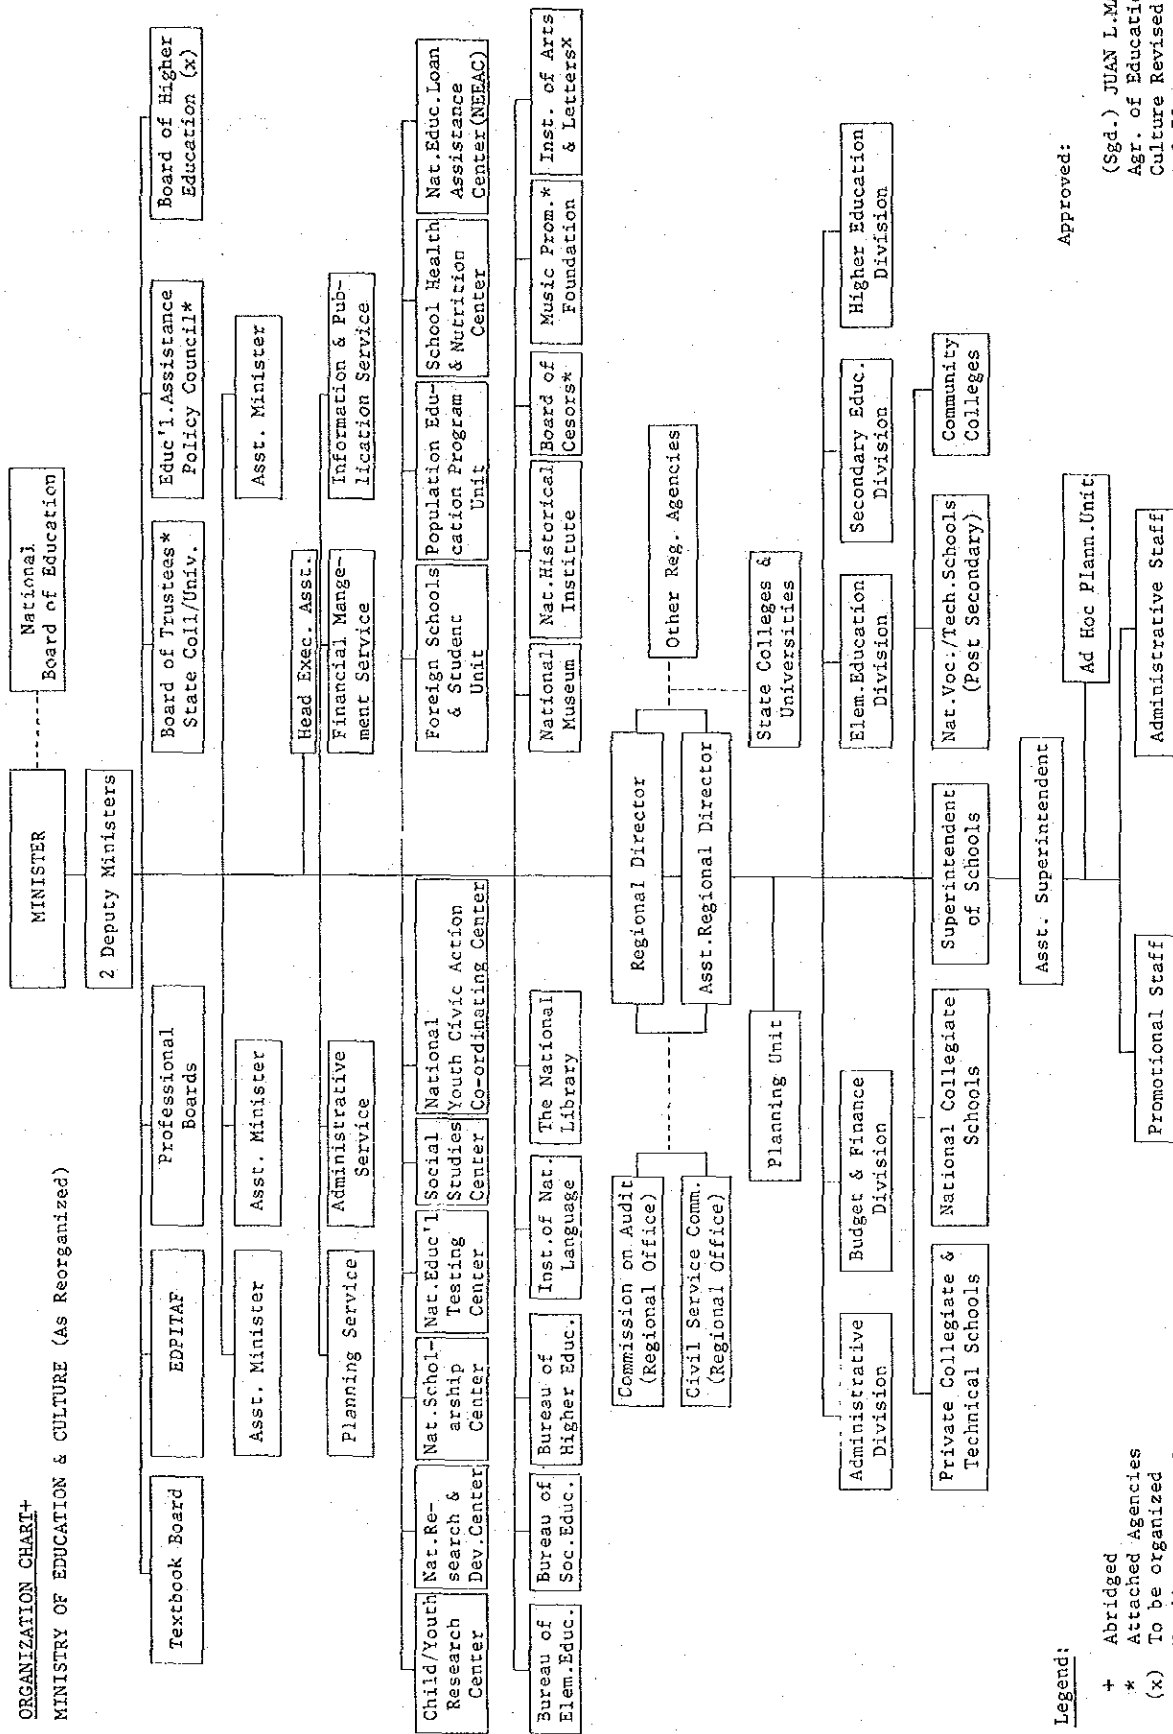 ORGANIZATION CHART+
MINISTRY OF EDUCATION & CULTURE (As Reorganized)
MINISTER
National
Board of Education
2 Deputy Ministers
Textbook Board
EDPITAF
Professional
Boards
Board of Trustees*
State Coll/Univ.
Educ'l.Assistance
Policy Council*
Board of Higher
Education (x)
Asst. Minister
Asst. Minister
Asst. Minister
Head Exec. Asst.
Planning Service
Administrative
Service
Financial Mange-
ment Service
Information & Pub-
lication Service
Child/Youth
Research
Center
Nat.Re-
search &
Dev.Center
Nat.Schol-
arship
Center
Nat.Educ'l
Testing
Center
Social
Studies
Center
National
Youth Civic Action
Co-ordinating Center
Foreign Schools
& Student
Unit
Population Edu-
cation Program
Unit
School Health
& Nutrition
Center
Nat.Educ.Loan
Assistance
Center(NEEAC)
Bureau of
Elem.Educ.
Bureau of
Soc.Educ.
Bureau of
Higher Educ.
Inst.of Nat.
Language
The National
Library
National
Museum
Nat.Historical
Institute
Board of
Cesors*
Music Prom.*
Foundation
Inst. of Arts
& Letters×
Commission on Audit
(Regional Office)
Civil Service Comm.
(Regional Office)
Regional Director
Asst.Regional Director
Other Reg. Agencies
Planning Unit
State Colleges &
Universities
Administrative
Division
Budget & Finance
Division
Elem.Education
Division
Secondary Educ.
Division
Higher Education
Division
Private Collegiate &
Technical Schools
National Collegiate
Schools
Superintendent
of Schools
Nat.Voc./Tech.Schools
(Post Secondary)
Community
Colleges
Asst. Superintendent
Ad Hoc Plann.Unit
Promotional Staff
Administrative Staff
Legend:
+ Abridged
* Attached Agencies
(x) To be organized
Approved:
(Sgd.) JUAN L.
Agr. of
Culture Revised